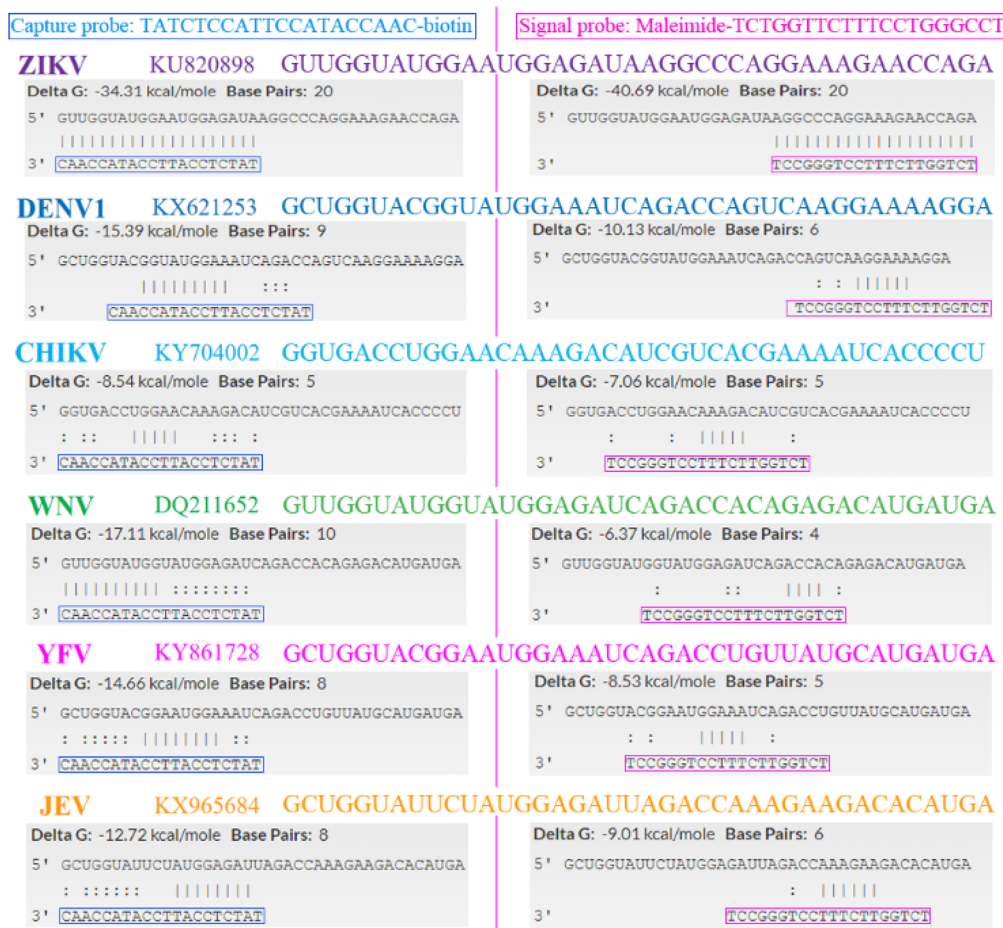 Capture probe: TATCTCCATTCCATACCAAC-biotin
Signal probe: Maleimide-TCTGGTTCTTTCCTGGGCCT
ZIKV KU820898 GUUGGUAUGGAAUGGAGAUAAGGCCCAGGAAAGAACCAGA
Delta G: -34.31 kcal/mole Base Pairs: 20
5' GUUGGUAUGGAAUGGAGAUAAGGCCCAGGAAAGAACCAGA
||||||||||||||||||||
3' CAACCATACCTTACCTCTAT
Delta G: -40.69 kcal/mole Base Pairs: 20
5' GUUGGUAUGGAAUGGAGAUAAGGCCCAGGAAAGAACCAGA
||||||||||||||||||||
3' TCCGGGTCCTTTCTTGGTCT
DENV1 KX621253 GCUGGUACGGUAUGGAAAUCAGACCAGUCAAGGAAAAGGA
Delta G: -15.39 kcal/mole Base Pairs: 9
5' GCUGGUACGGUAUGGAAAUCAGACCAGUCAAGGAAAAGGA
||||||||| :::
3' CAACCATACCTTACCTCTAT
Delta G: -10.13 kcal/mole Base Pairs: 6
5' GCUGGUACGGUAUGGAAAUCAGACCAGUCAAGGAAAAGGA
: : ||||||
3' TCCGGGTCCTTTCTTGGTCT
CHIKV KY704002 GGUGACCUGGAACAAAGACAUCGUCACGAAAAUCACCCCU
Delta G: -8.54 kcal/mole Base Pairs: 5
5' GGUGACCUGGAACAAAGACAUCGUCACGAAAAUCACCCCU
: :: ||||| ::: :
3' CAACCATACCTTACCTCTAT
Delta G: -7.06 kcal/mole Base Pairs: 5
5' GGUGACCUGGAACAAAGACAUCGUCACGAAAAUCACCCCU
: : ||||| :
3' TCCGGGTCCTTTCTTGGTCT
WNV DQ211652 GUUGGUAUGGUAUGGAGAUCAGACCACAGAGACAUGAUGA
Delta G: -17.11 kcal/mole Base Pairs: 10
5' GUUGGUAUGGUAUGGAGAUCAGACCACAGAGACAUGAUGA
|||||||||| ::::::::
3' CAACCATACCTTACCTCTAT
Delta G: -6.37 kcal/mole Base Pairs: 4
5' GUUGGUAUGGUAUGGAGAUCAGACCACAGAGACAUGAUGA
: :: |||| :
3' TCCGGGTCCTTTCTTGGTCT
YFV KY861728 GCUGGUACGGAAUGGAAAUCAGACCUGUUAUGCAUGAUGA
Delta G: -14.66 kcal/mole Base Pairs: 8
5' GCUGGUACGGAAUGGAAAUCAGACCUGUUAUGCAUGAUGA
: ::::: |||||||| ::
3' CAACCATACCTTACCTCTAT
Delta G: -8.53 kcal/mole Base Pairs: 5
5' GCUGGUACGGAAUGGAAAUCAGACCUGUUAUGCAUGAUGA
: : ||||| :
3' TCCGGGTCCTTTCTTGGTCT
JEV KX965684 GCUGGUAUUCUAUGGAGAUUAGACCAAAGAAGACACAUGA
Delta G: -12.72 kcal/mole Base Pairs: 8
5' GCUGGUAUUCUAUGGAGAUUAGACCAAAGAAGACACAUGA
: :::::: ||||||||
3' CAACCATACCTTACCTCTAT
Delta G: -9.01 kcal/mole Base Pairs: 6
5' GCUGGUAUUCUAUGGAGAUUAGACCAAAGAAGACACAUGA
: ||||||
3' TCCGGGTCCTTTCTTGGTCT